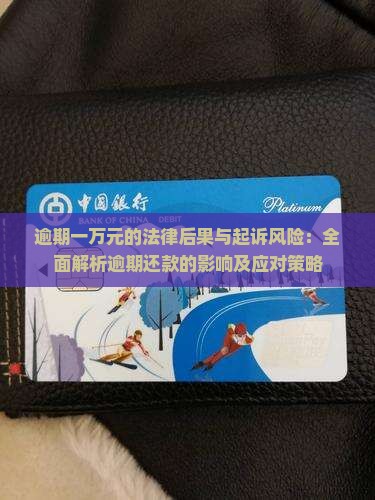 中国银行
BANK OF CHINA
DEBIT
Platinum
逾期一万元的法律后果与起诉风险：全
面解析逾期还款的影响及应对策略